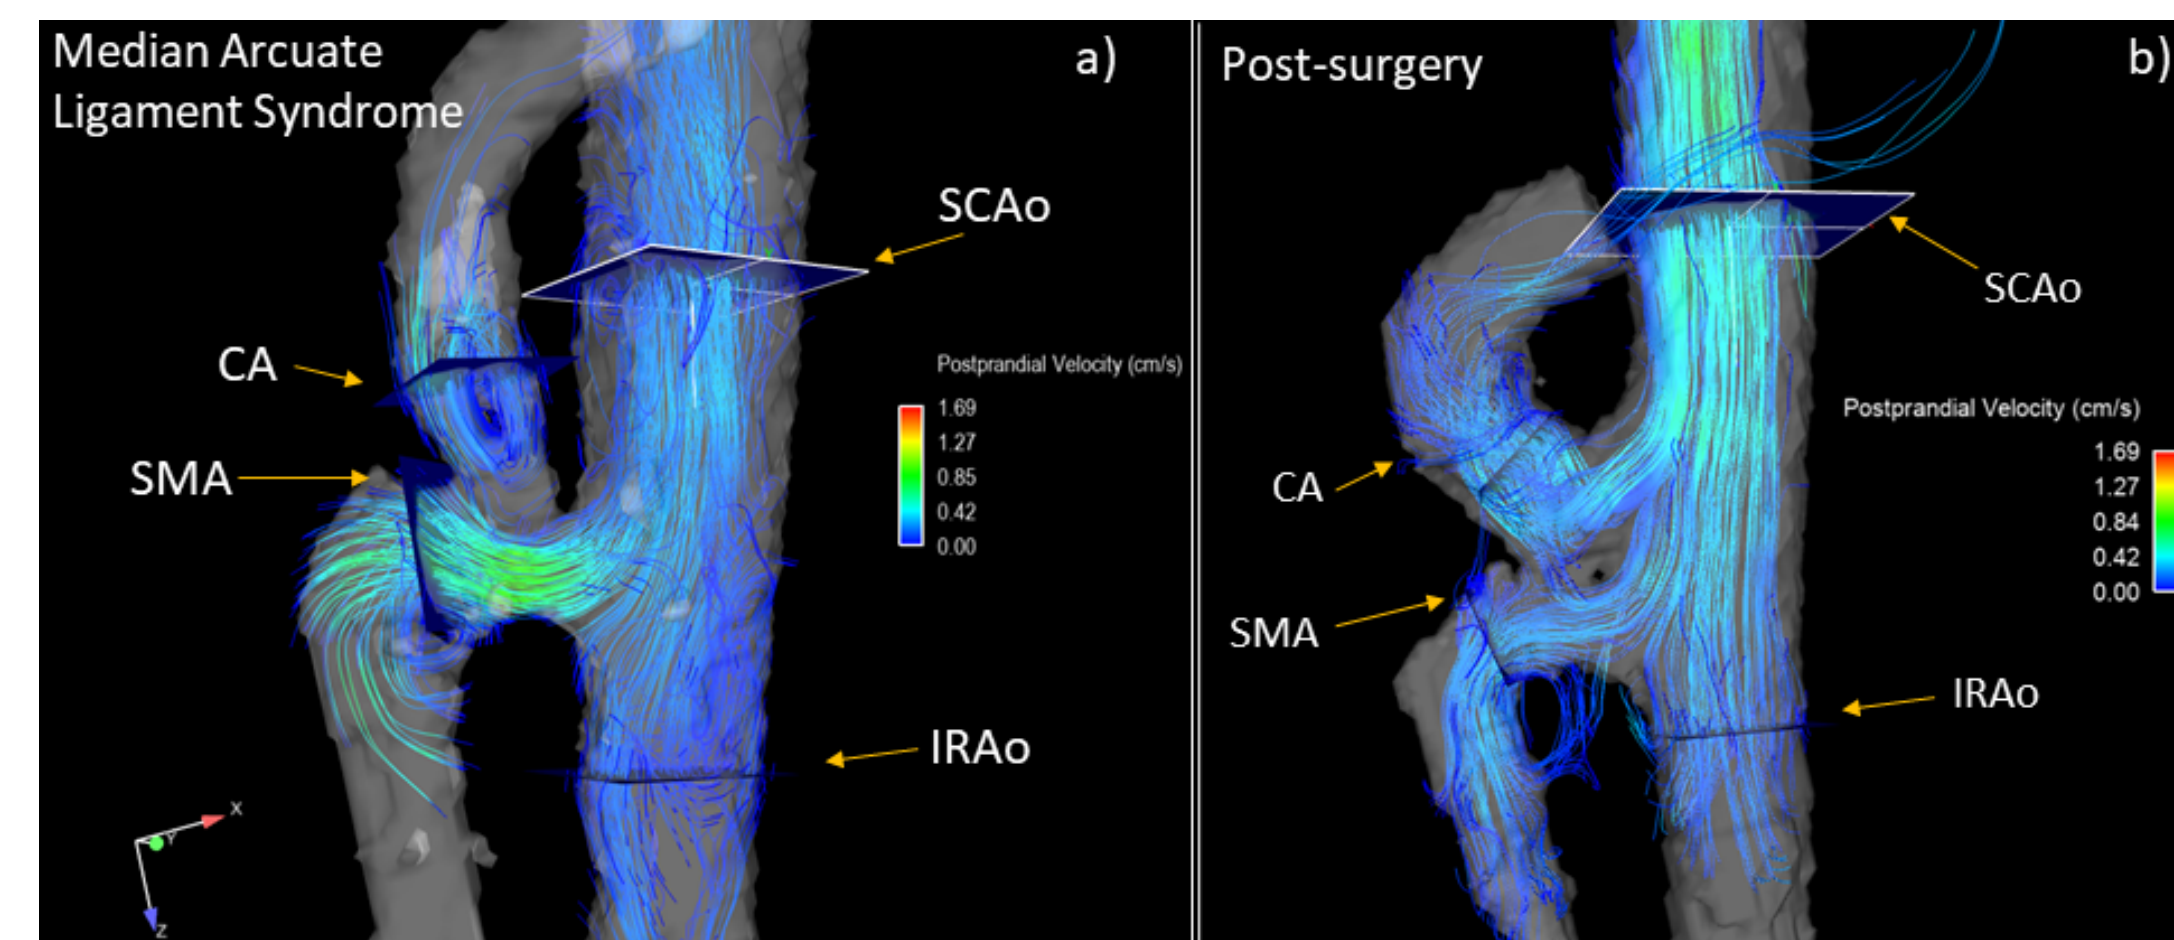 Median Arcuate
Ligament Syndrome
a)
SCAo
CA
Postprandial Velocity (cm/s)
1.69
1.27
0.85
0.42
0.00
SMA
IRAo
X
Y
Z
Post-surgery
b)
SCAo
Postprandial Velocity (cm/s)
1.69
1.27
0.84
0.42
0.00
CA
SMA
IRAo